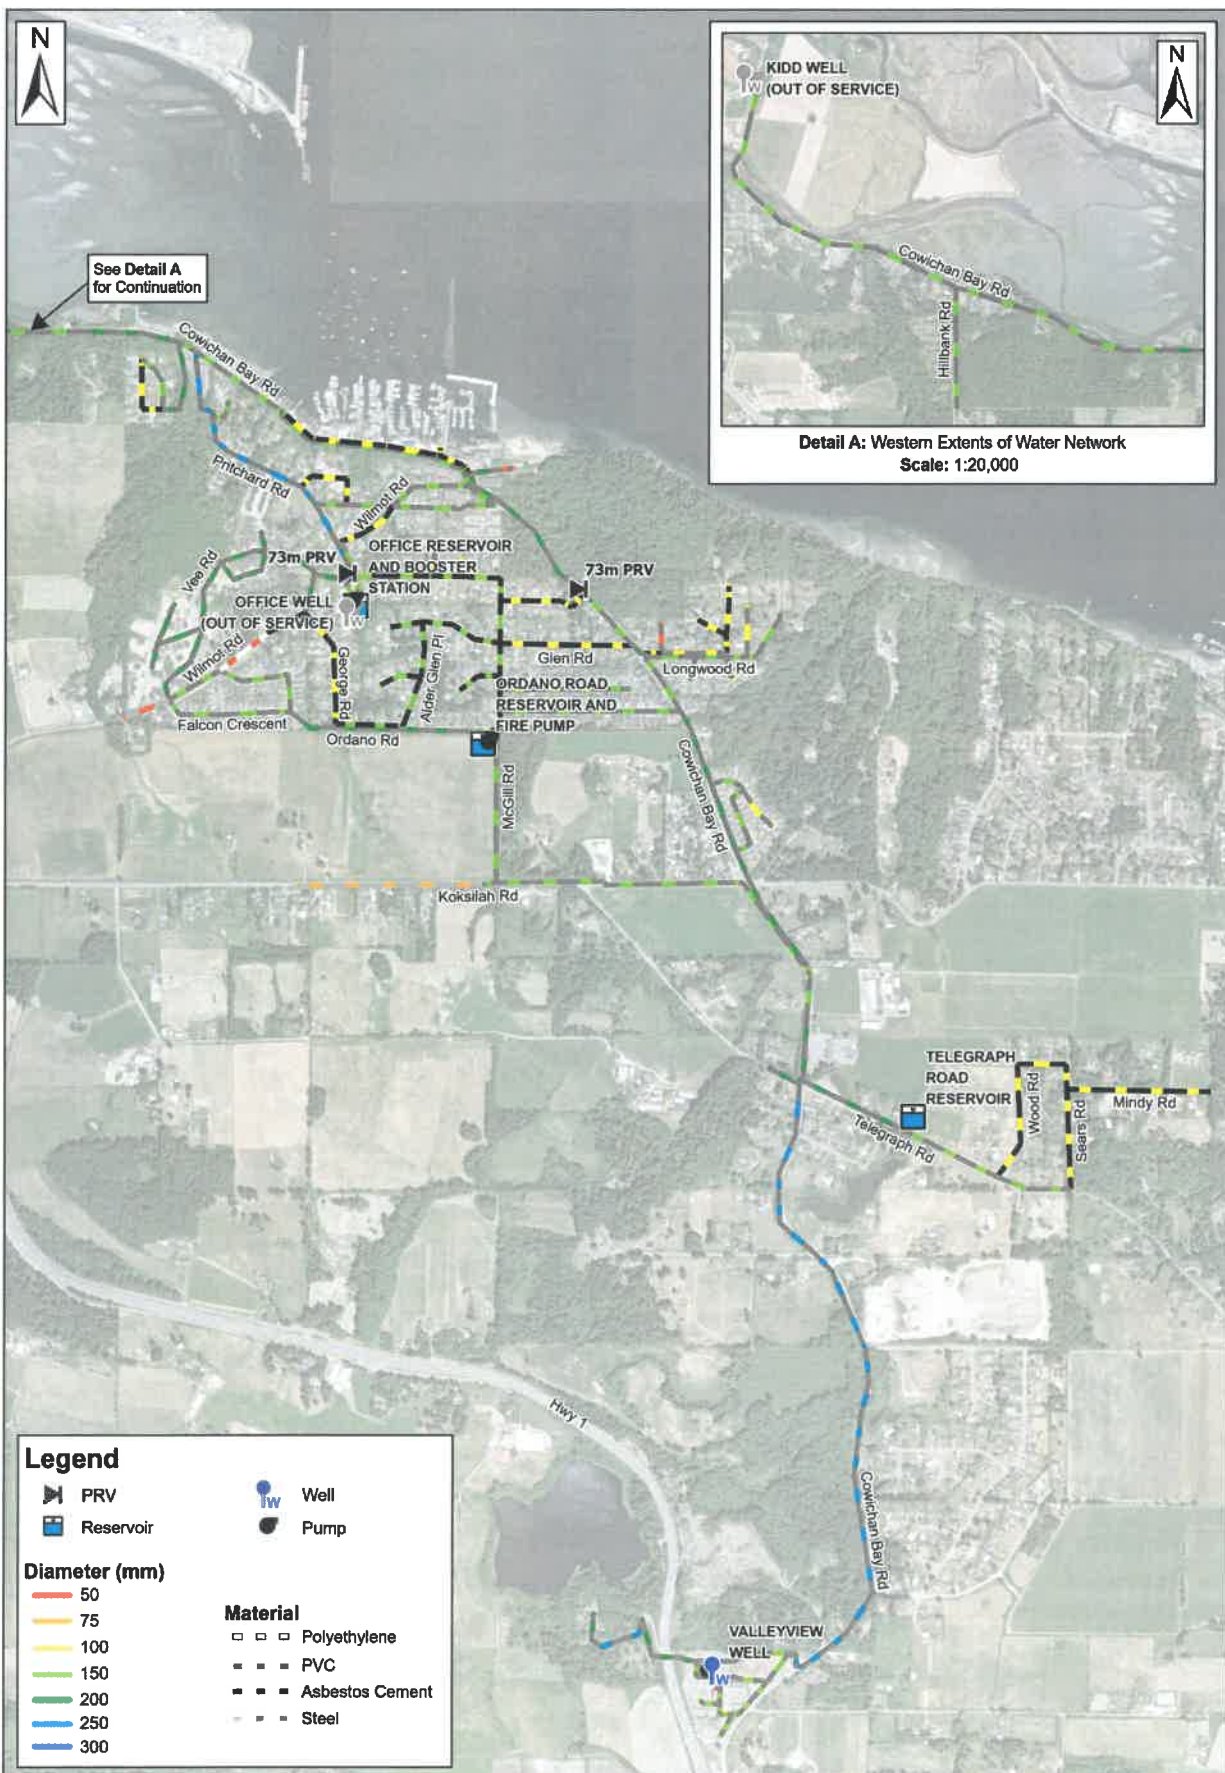 N
KIDD WELL
(OUT OF SERVICE)
N
Cowichan Bay Rd
Hillbank Rd
Detail A: Western Extents of Water Network
Scale: 1:20,000
See Detail A
for Continuation
Cowichan Bay Rd
Pritchard Rd
Wilmot Rd
OFFICE RESERVOIR
AND BOOSTER
STATION
73m PRV
73m PRV
Vee Rd
OFFICE WELL
(OUT OF SERVICE)
W
Wilmot Rd
George Rd
Alder Glen Pl
Glen Rd
Longwood Rd
ORDANO ROAD
RESERVOIR AND
FIRE PUMP
Falcon Crescent
Ordano Rd
McGill Rd
Cowichan Bay Rd
Koksilah Rd
TELEGRAPH
ROAD
RESERVOIR
Wood Rd
Mindy Rd
Sears Rd
Telegraph Rd
Hwy 1
Cowichan Bay Rd
VALLEYVIEW
WELL
W
Legend
PRV
Well
Reservoir
Pump
Diameter (mm)
50
75
100
150
200
250
300
Material
Polyethylene
PVC
Asbestos Cement
Steel